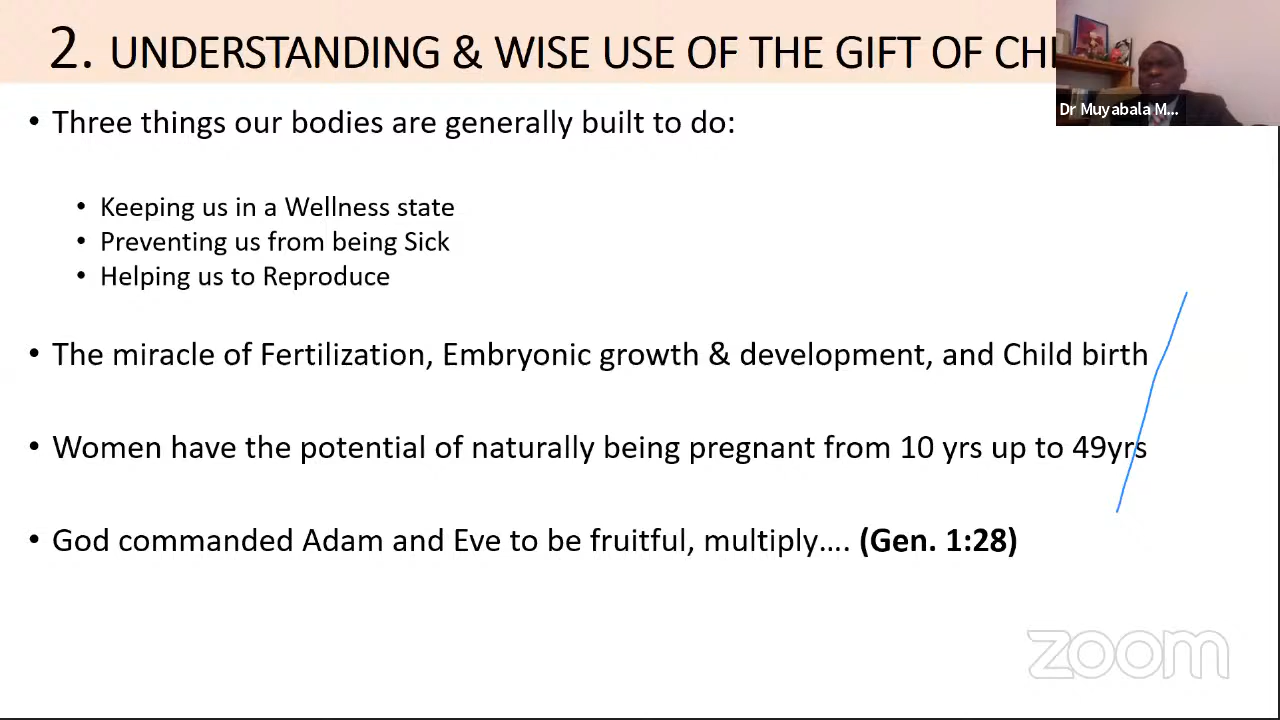 2. UNDERSTANDING & WISE USE OF THE GIFT OF
Dr Muyabala M...
• Three things our bodies are generally built to do:
• Keeping us in a Wellness state
• Preventing us from being Sick
• Helping us to Reproduce
• The miracle of Fertilization, Embryonic growth & development, and Child birth
• Women have the potential of naturally being pregnant from 10 yrs up to 49yrs
• God commanded Adam and Eve to be fruitful, multiply…. (Gen. 1:28)
zoom